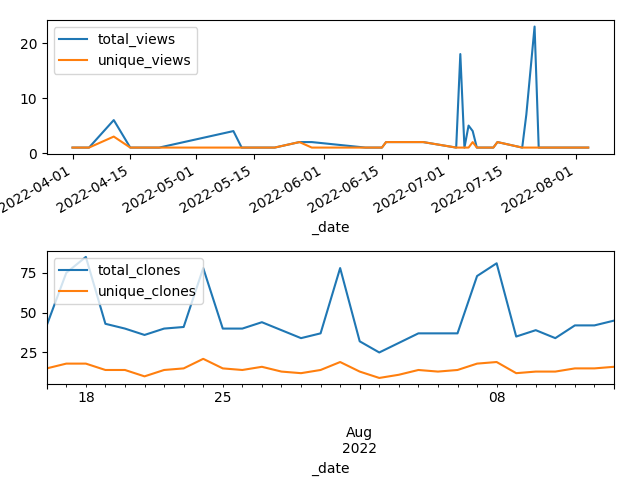 total_views
unique_views
20
10
0
2022-04-01
2022-04-15
2022-05-01
2022-05-15
2022-06-01
2022-06-15
2022-07-01
2022-07-15
2022-08-01
_date
total_clones
unique_clones
75
50
25
18
25
08
Aug
2022
_date